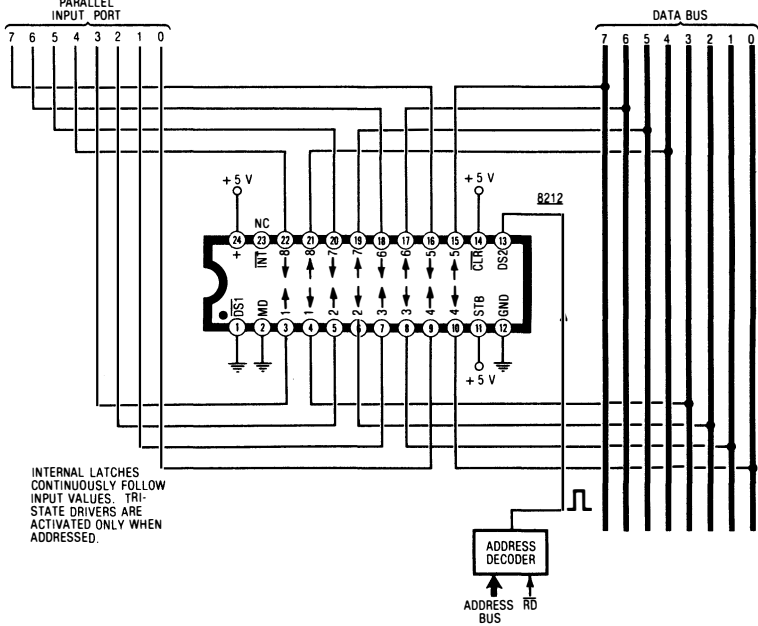 PARALLEL
INPUT PORT
7 6 5 4 3 2 1 0
DATA BUS
7 6 5 4 3 2 1 0
+5 V
NC
+5 V
8212
24 23 22 21 20 19 18 17 16 15 14 13
+ INT 8 8 7 7 6 6 5 5 CLR DS2
DS1 MD 1 1 2 2 3 3 4 4 STB GND
1 2 3 4 5 6 7 8 9 10 11 12
+5 V
INTERNAL LATCHES
CONTINUOUSLY FOLLOW
INPUT VALUES. TRI-
STATE DRIVERS ARE
ACTIVATED ONLY WHEN
ADDRESSED.
ADDRESS
DECODER
ADDRESS
BUS
RD